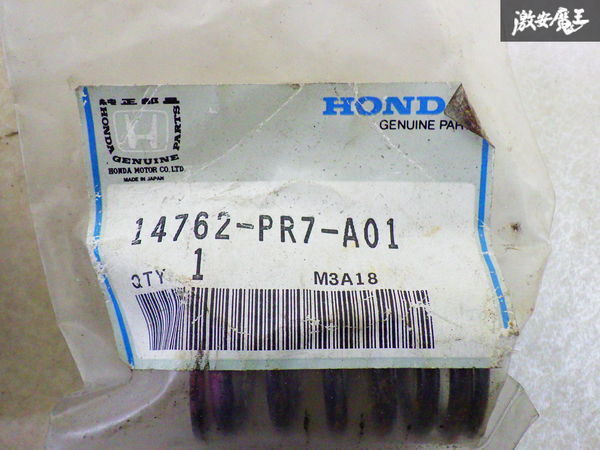 激安魔王
HONDA GENUINE PARTS
HONDA MOTOR CO.,LTD.
MADE IN JAPAN
HOND
GENUINE PAR
14762-PR7-A01
QTY 1
M3A18